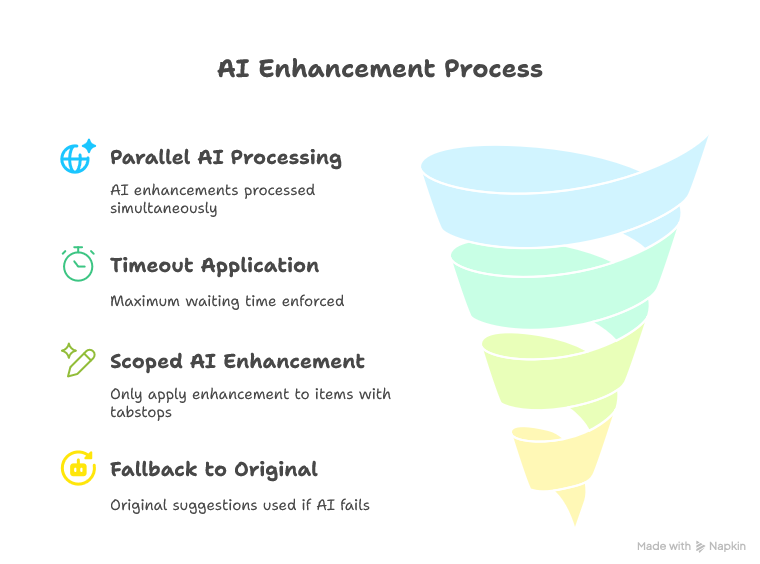 AI Enhancement Process
Parallel AI Processing
AI enhancements processed
simultaneously
Timeout Application
Maximum waiting time enforced
Scoped AI Enhancement
Only apply enhancement to items with
tabstops
Fallback to Original
Original suggestions used if AI fails
Made with Napkin